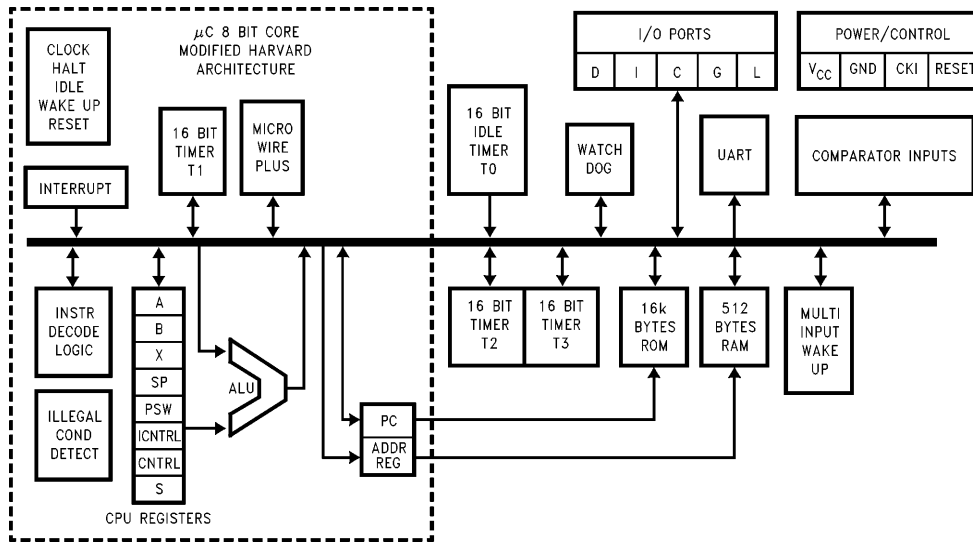 µC 8 BIT CORE
MODIFIED HARVARD
ARCHITECTURE
CLOCK
HALT
IDLE
WAKE UP
RESET
INTERRUPT
16 BIT
TIMER
T1
MICRO
WIRE
PLUS
16 BIT
IDLE
TIMER
T0
WATCH
DOG
I/O PORTS
D I C G L
UART
POWER/CONTROL
VCC GND CKI RESET
COMPARATOR INPUTS
INSTR
DECODE
LOGIC
ILLEGAL
COND
DETECT
A
B
X
SP
PSW
ICNTRL
CNTRL
S
CPU REGISTERS
ALU
PC
ADDR
REG
16 BIT
TIMER
T2
16 BIT
TIMER
T3
16k
BYTES
ROM
512
BYTES
RAM
MULTI
INPUT
WAKE
UP